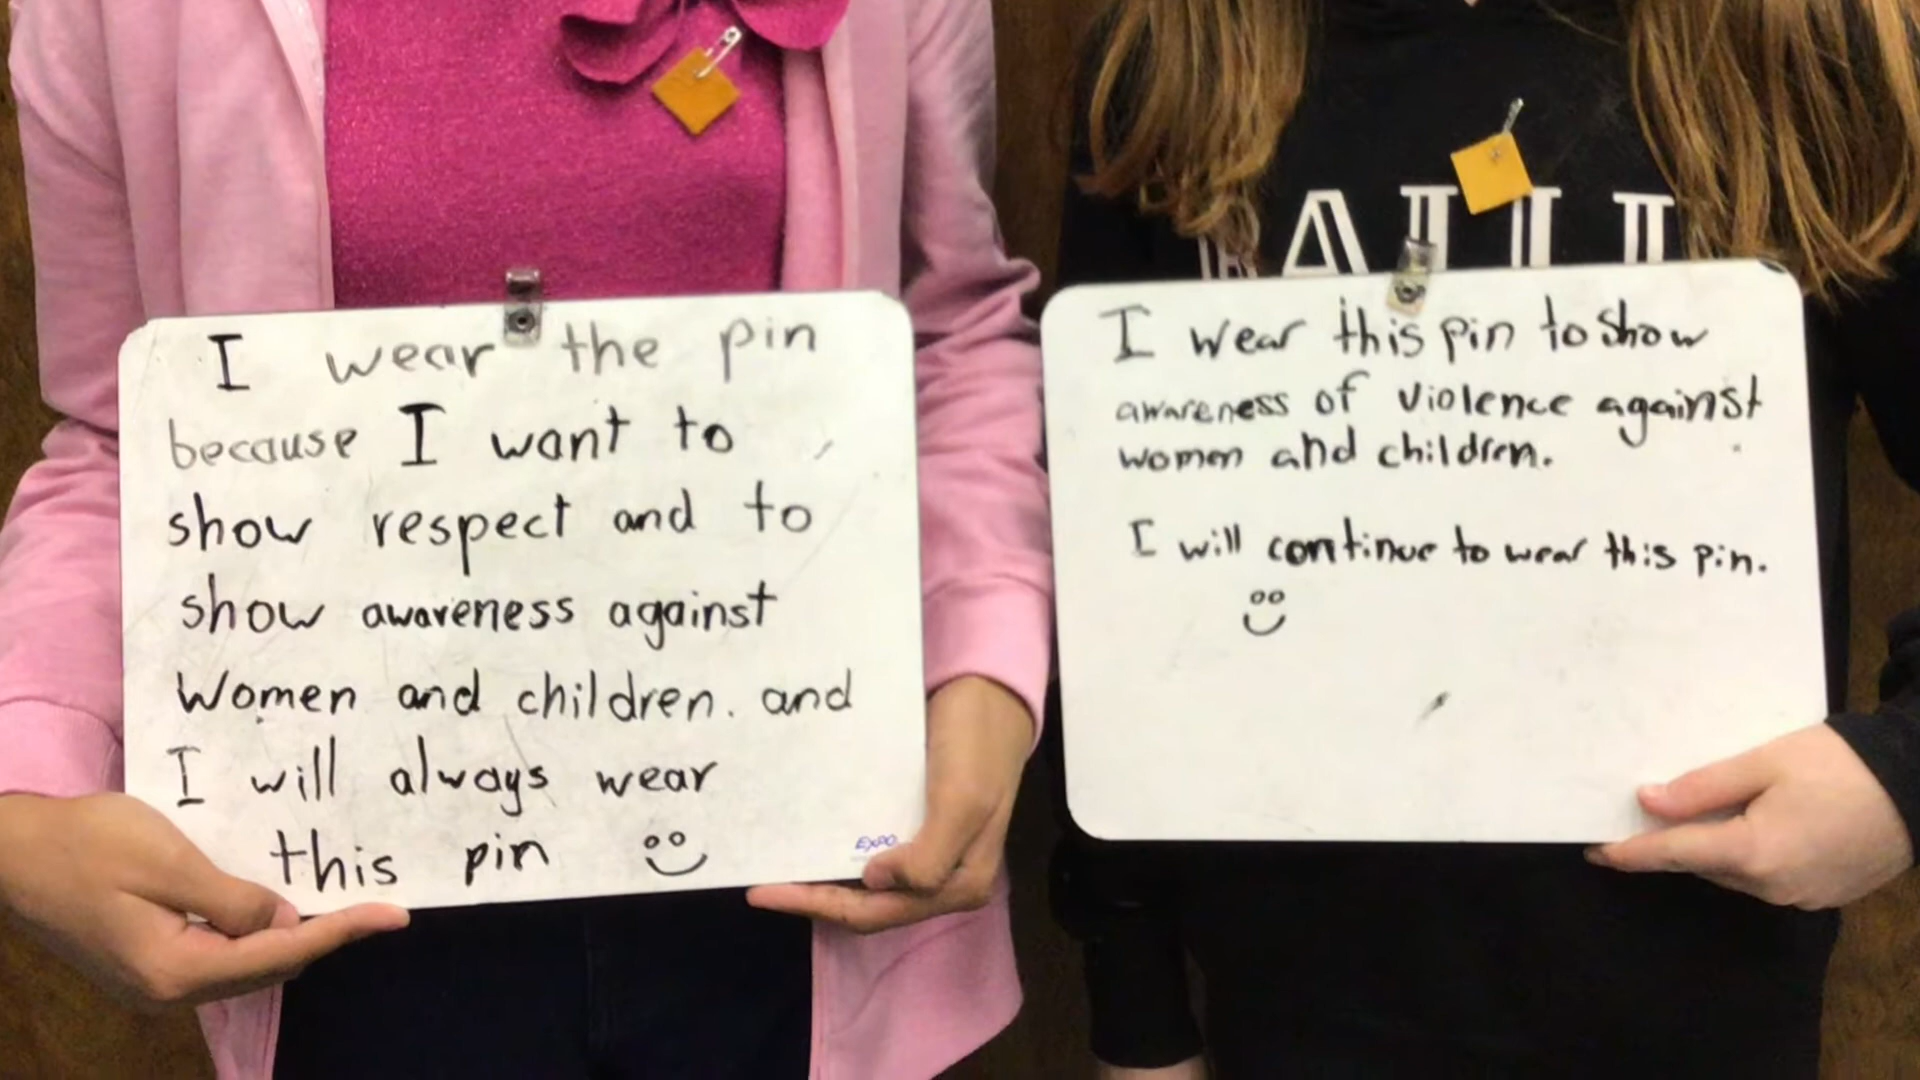 I wear the pin
because I want to
show respect and to
show awareness against
Women and children. and
I will always wear
this pin
EXPO
I wear this pin to show
awareness of violence against
women and children.
I will continue to wear this pin.